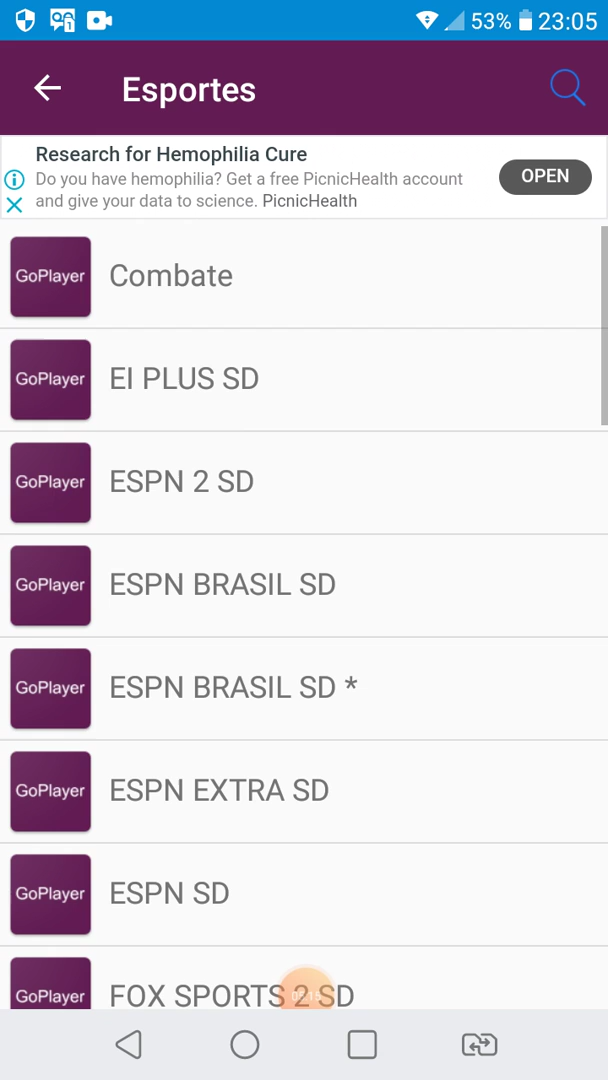 53% 23:05
Esportes
Research for Hemophilia Cure
Do you have hemophilia? Get a free PicnicHealth account
and give your data to science. PicnicHealth
OPEN
GoPlayer Combate
GoPlayer EI PLUS SD
GoPlayer ESPN 2 SD
GoPlayer ESPN BRASIL SD
GoPlayer ESPN BRASIL SD *
GoPlayer ESPN EXTRA SD
GoPlayer ESPN SD
GoPlayer FOX SPORTS 2 SD